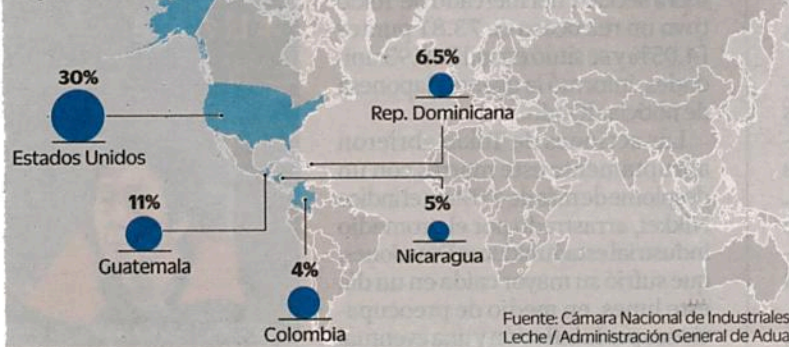 30%
Estados Unidos
6.5%
Rep. Dominicana
11%
Guatemala
5%
Nicaragua
4%
Colombia
Fuente: Cámara Nacional de Industriales
Leche / Administración General de